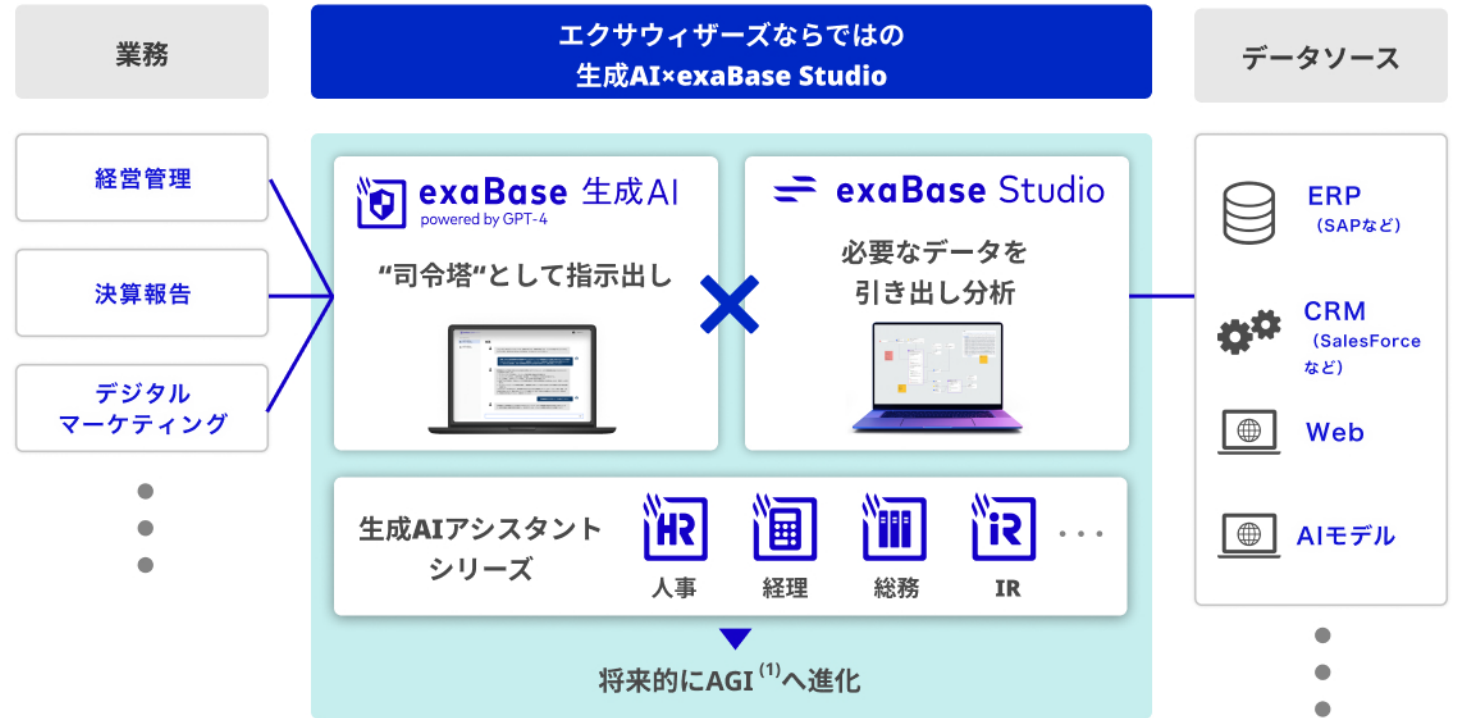 業務
エクサウィザーズならではの
生成AI×exaBase Studio
データソース
経営管理
決算報告
デジタル
マーケティング
exaBase 生成AI
powered by GPT-4
“司令塔“として指示出し
exaBase Studio
必要なデータを
引き出し分析
生成AIアシスタント
シリーズ
HR
iR
人事
経理
総務
IR
将来的にAGI (1)へ進化
ERP
（SAPなど）
CRM
（SalesForce
など）
Web
AIモデル